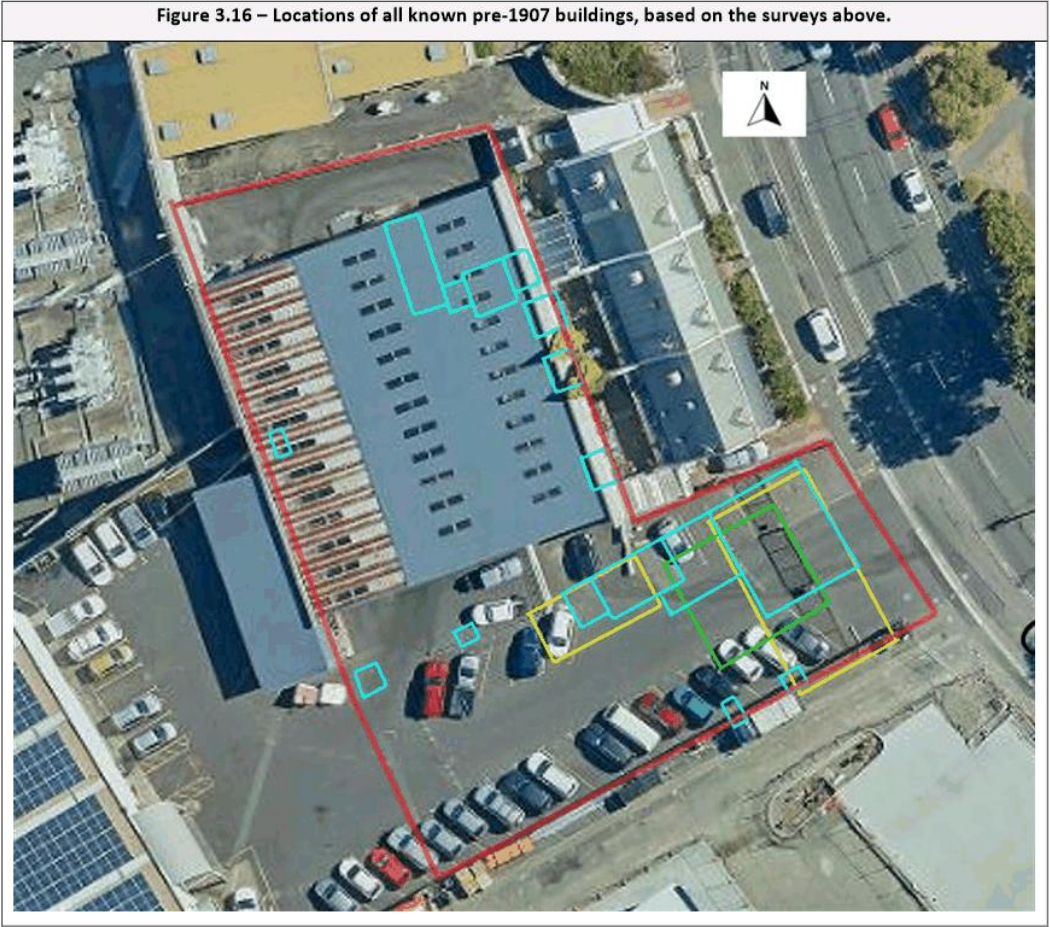 Figure 3.16 – Locations of all known pre-1907 buildings, based on the surveys above.
N